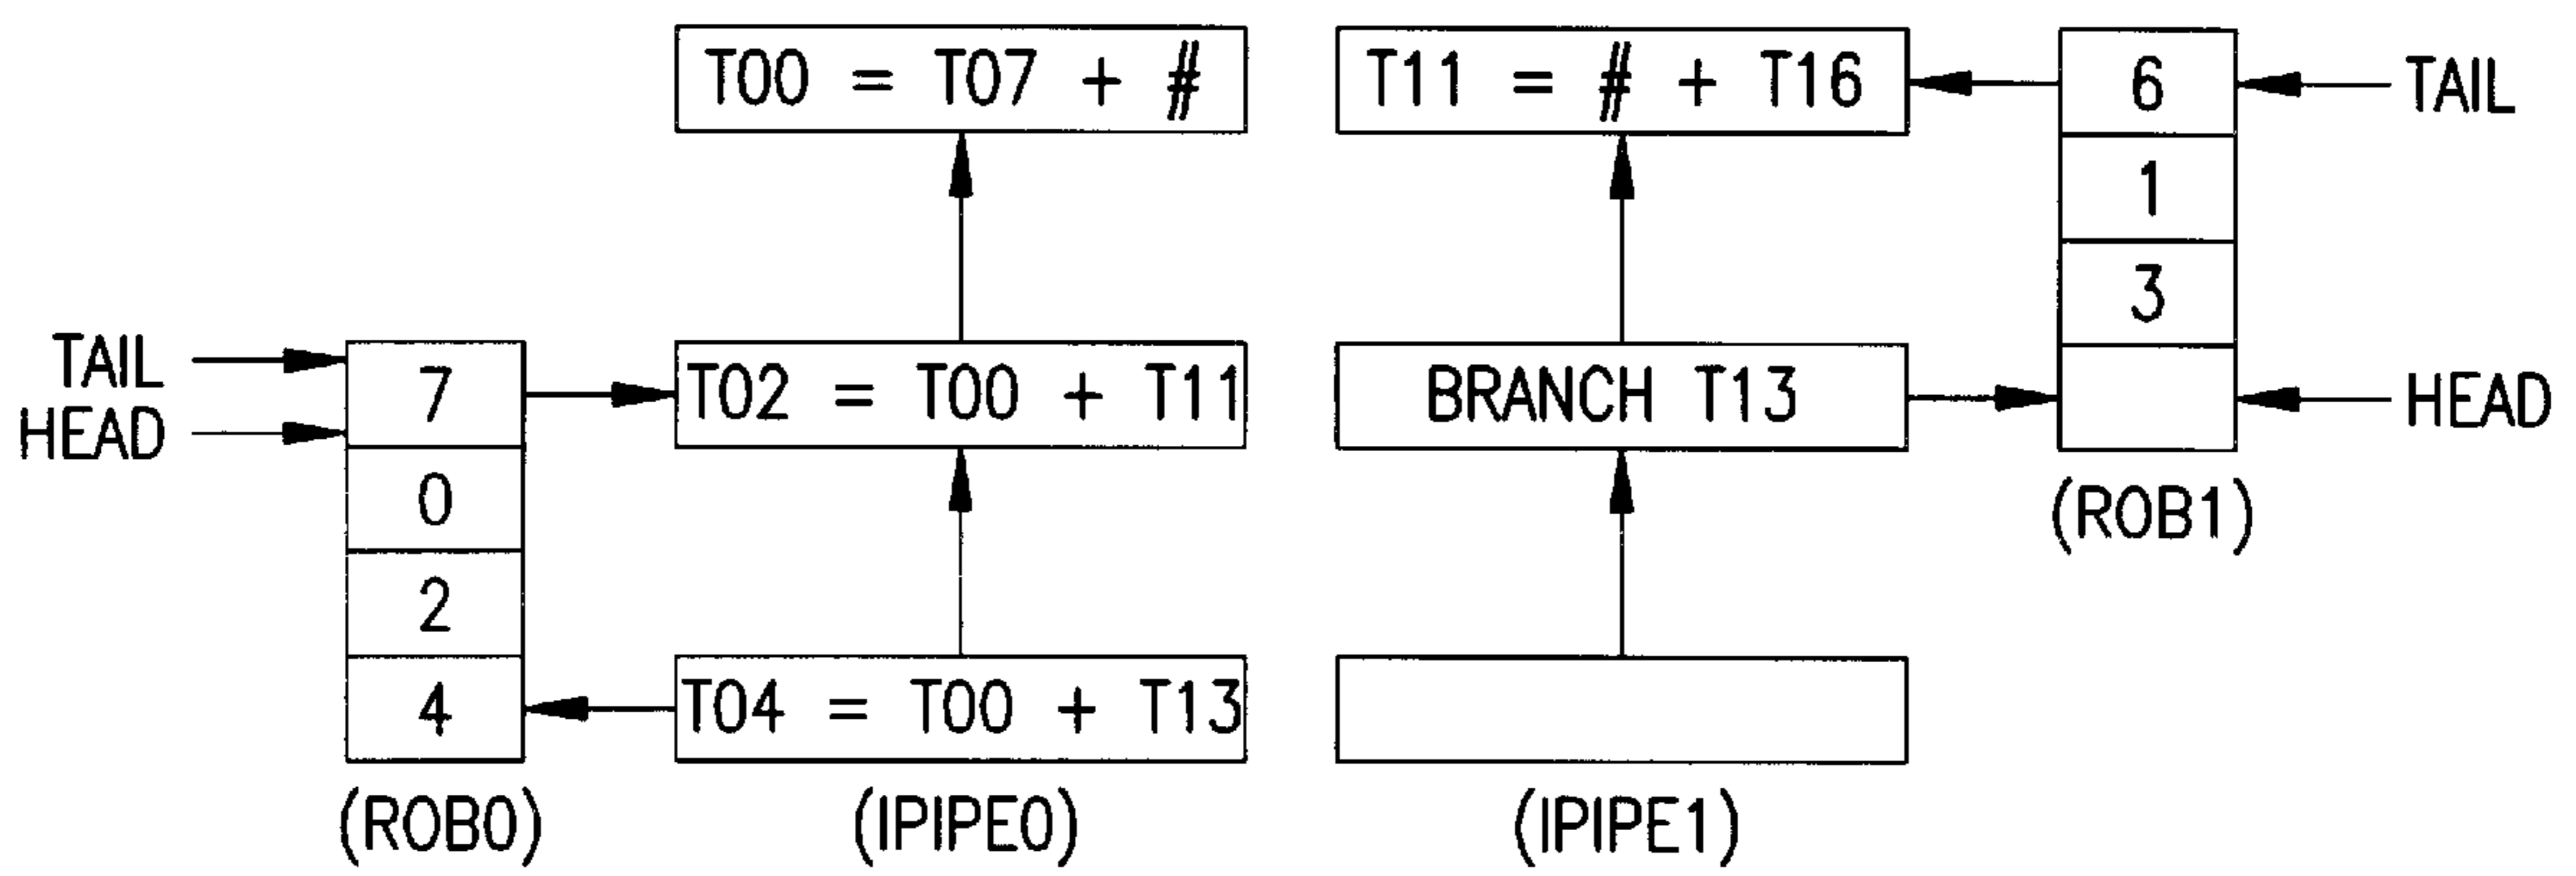 T00 = T07 + #
T11 = # + T16
6
TAIL
1
3
TAIL
HEAD
7
T02 = T00 + T11
BRANCH T13
HEAD
0
(ROB1)
2
4
T04 = T00 + T13
(ROB0)
(IPIPE0)
(IPIPE1)